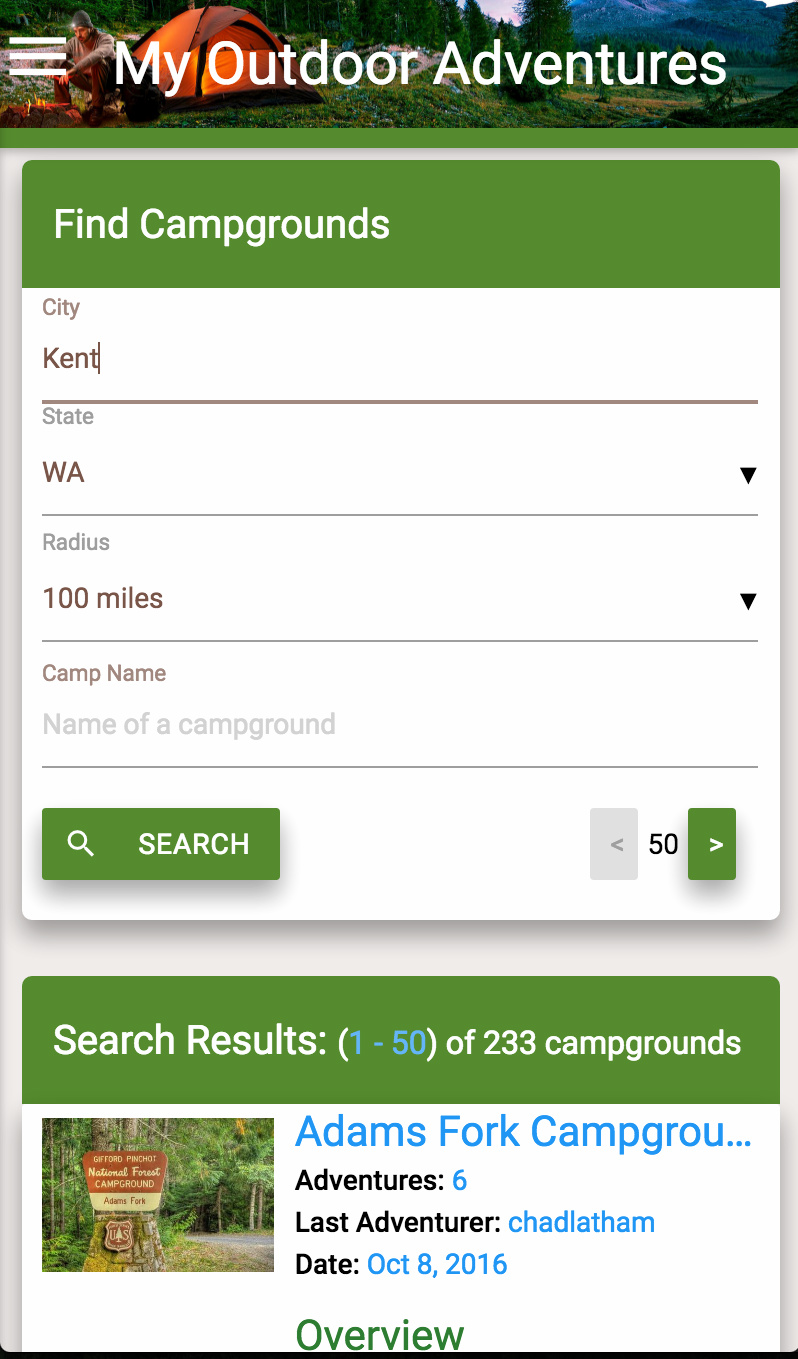 My Outdoor Adventures
Find Campgrounds
City
Kent
State
WA
▼
Radius
100 miles
▼
Camp Name
Name of a campground
SEARCH
< 50 >
Search Results: (1 - 50) of 233 campgrounds
GIFFORD PINCHOT
National Forest
CAMPGROUND
Adams Fork
U S
Adams Fork Campgrou...
Adventures: 6
Last Adventurer: chadlatham
Date: Oct 8, 2016
Overview